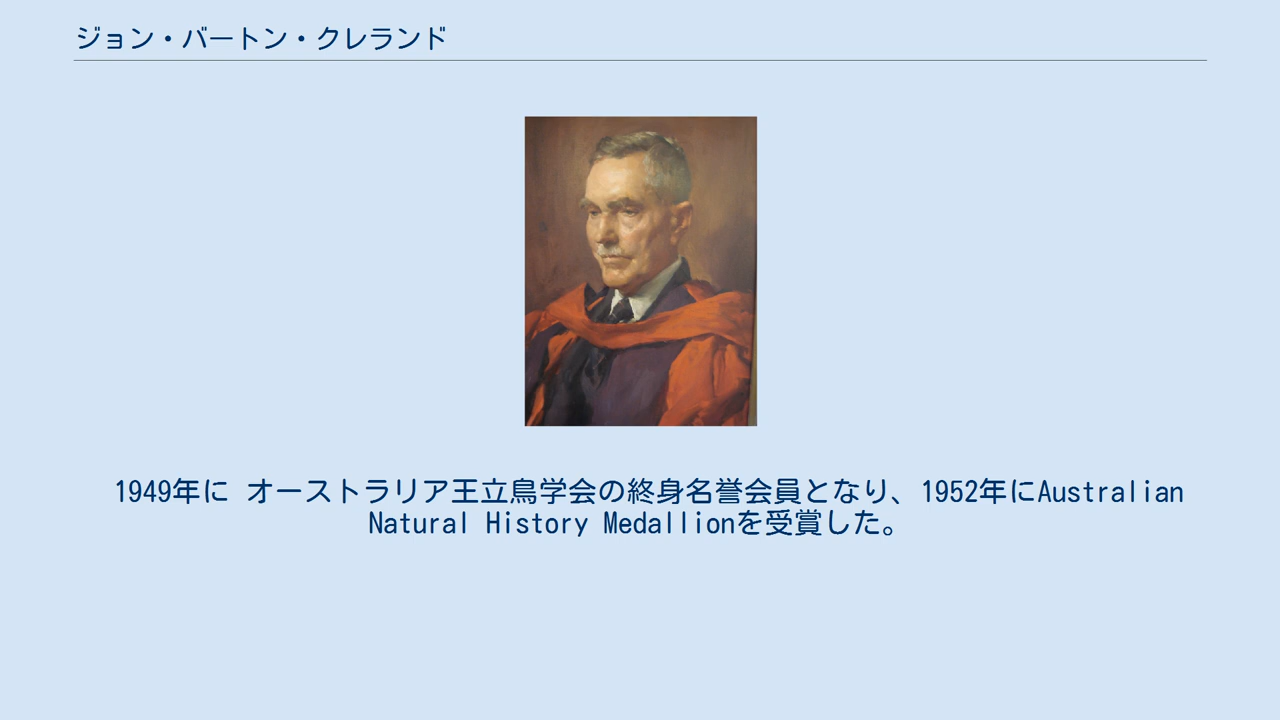 ジョン・バートン・クレランド
1949年に オーストラリア王立鳥学会の終身名誉会員となり、1952年にAustralian
Natural History Medallionを受賞した。